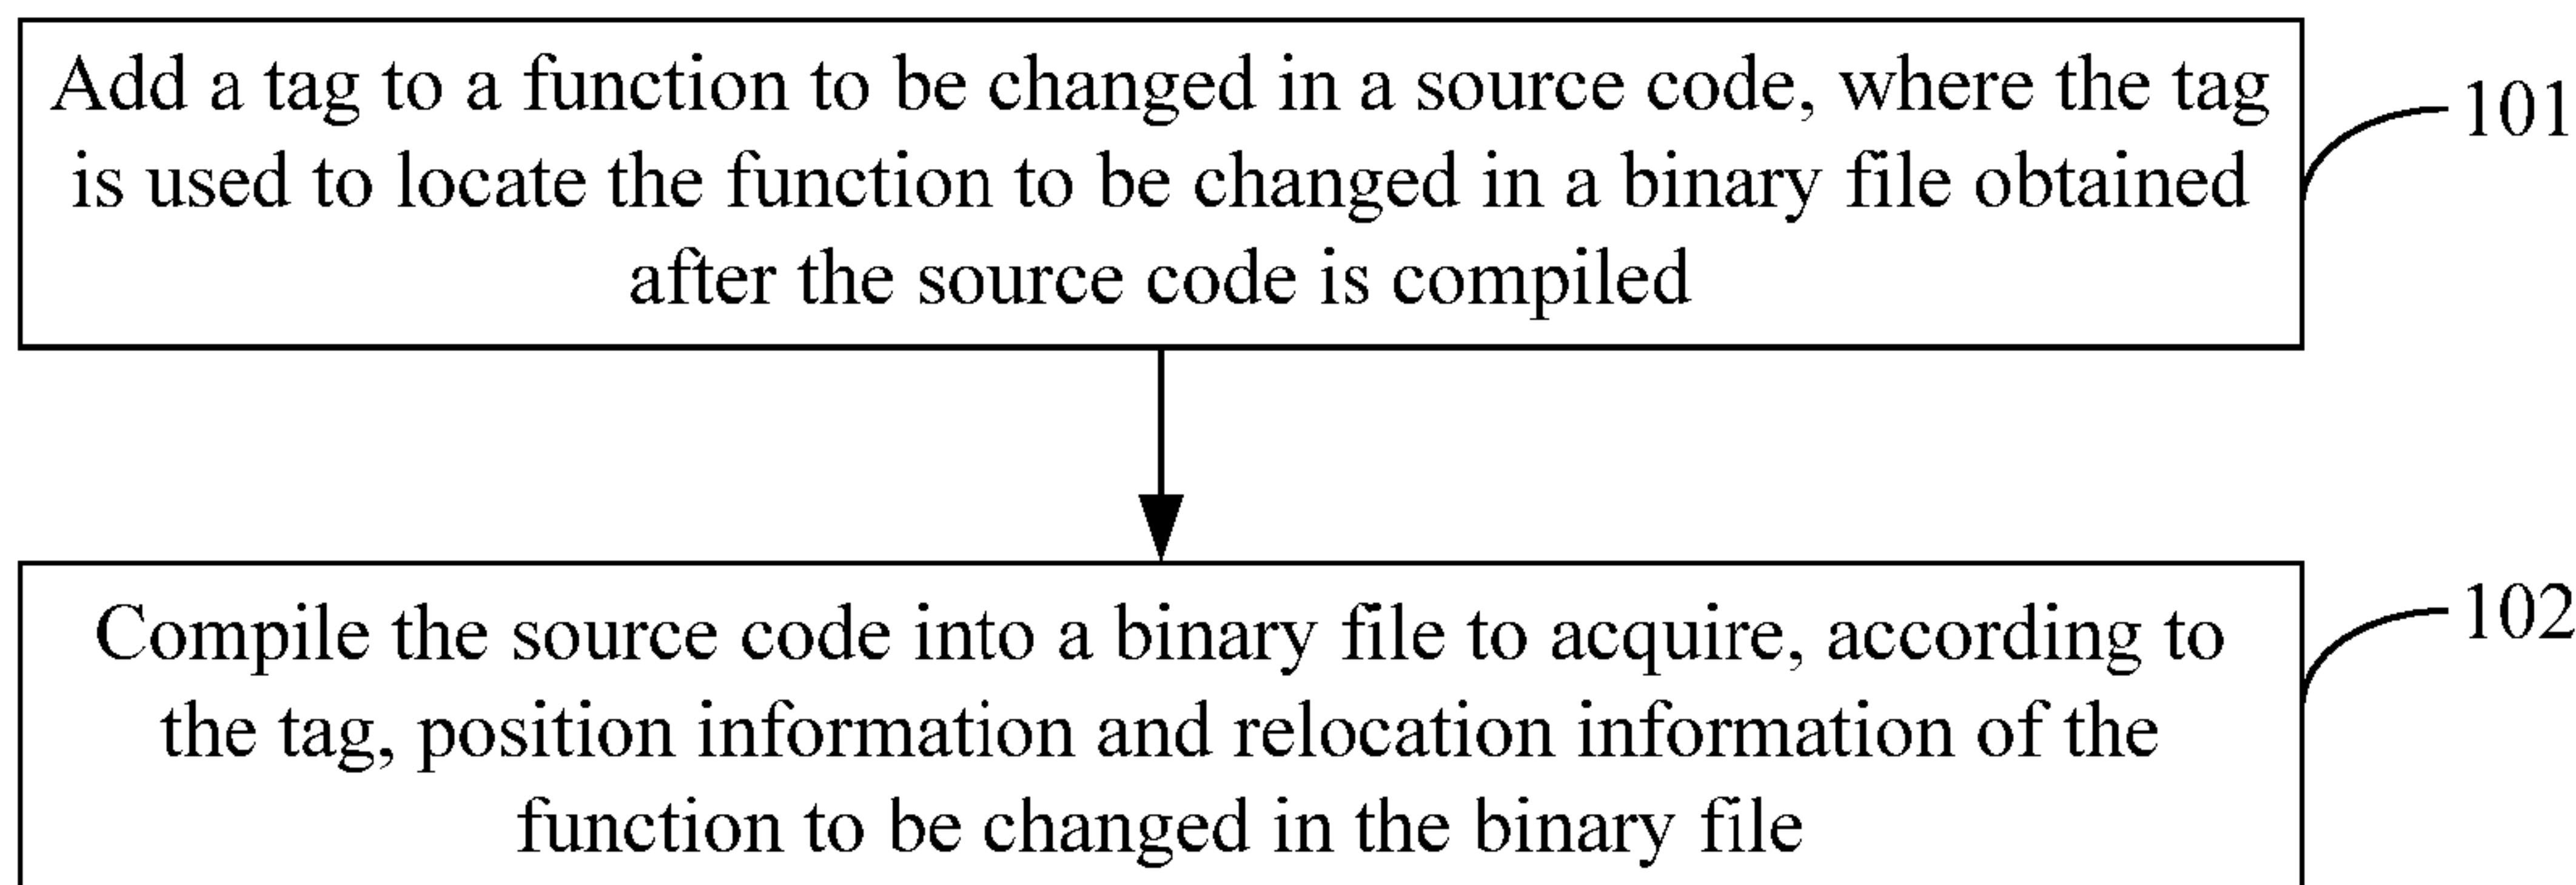 Add a tag to a function to be changed in a source code, where the tag
is used to locate the function to be changed in a binary file obtained
after the source code is compiled
101
Compile the source code into a binary file to acquire, according to
the tag, position information and relocation information of the
function to be changed in the binary file
102